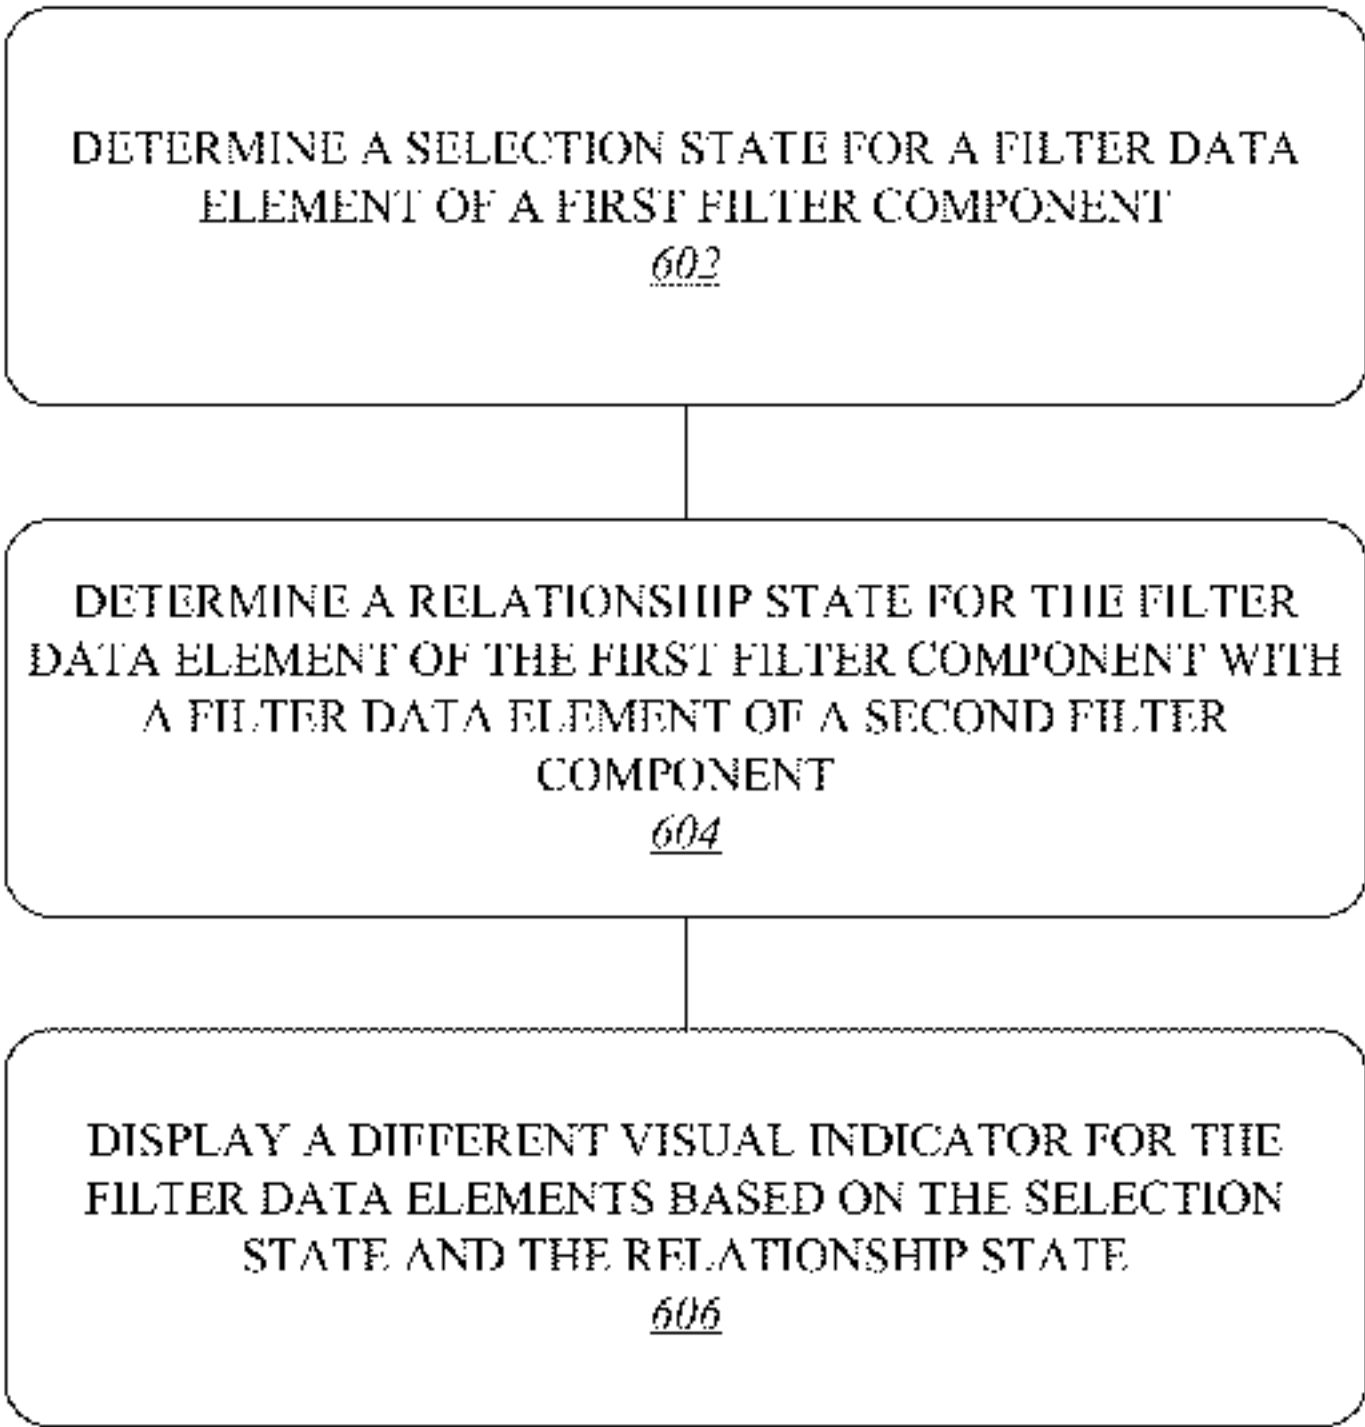 DETERMINE A SELECTION STATE FOR A FILTER DATA
ELEMENT OF A FIRST FILTER COMPONENT
602
DETERMINE A RELATIONSHIP STATE FOR THE FILTER
DATA ELEMENT OF THE FIRST FILTER COMPONENT WITH
A FILTER DATA ELEMENT OF A SECOND FILTER
COMPONENT
604
DISPLAY A DIFFERENT VISUAL INDICATOR FOR THE
FILTER DATA ELEMENTS BASED ON THE SELECTION
STATE AND THE RELATIONSHIP STATE
606